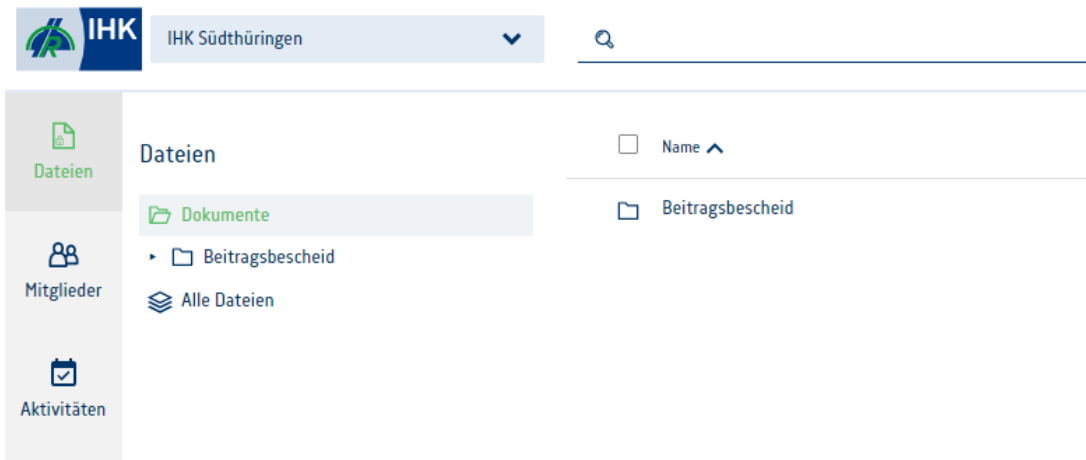 IHK
IHK Südthüringen
Dateien
Mitglieder
Aktivitäten
Dateien
Dokumente
Beitragsbescheid
Alle Dateien
Name
Beitragsbescheid